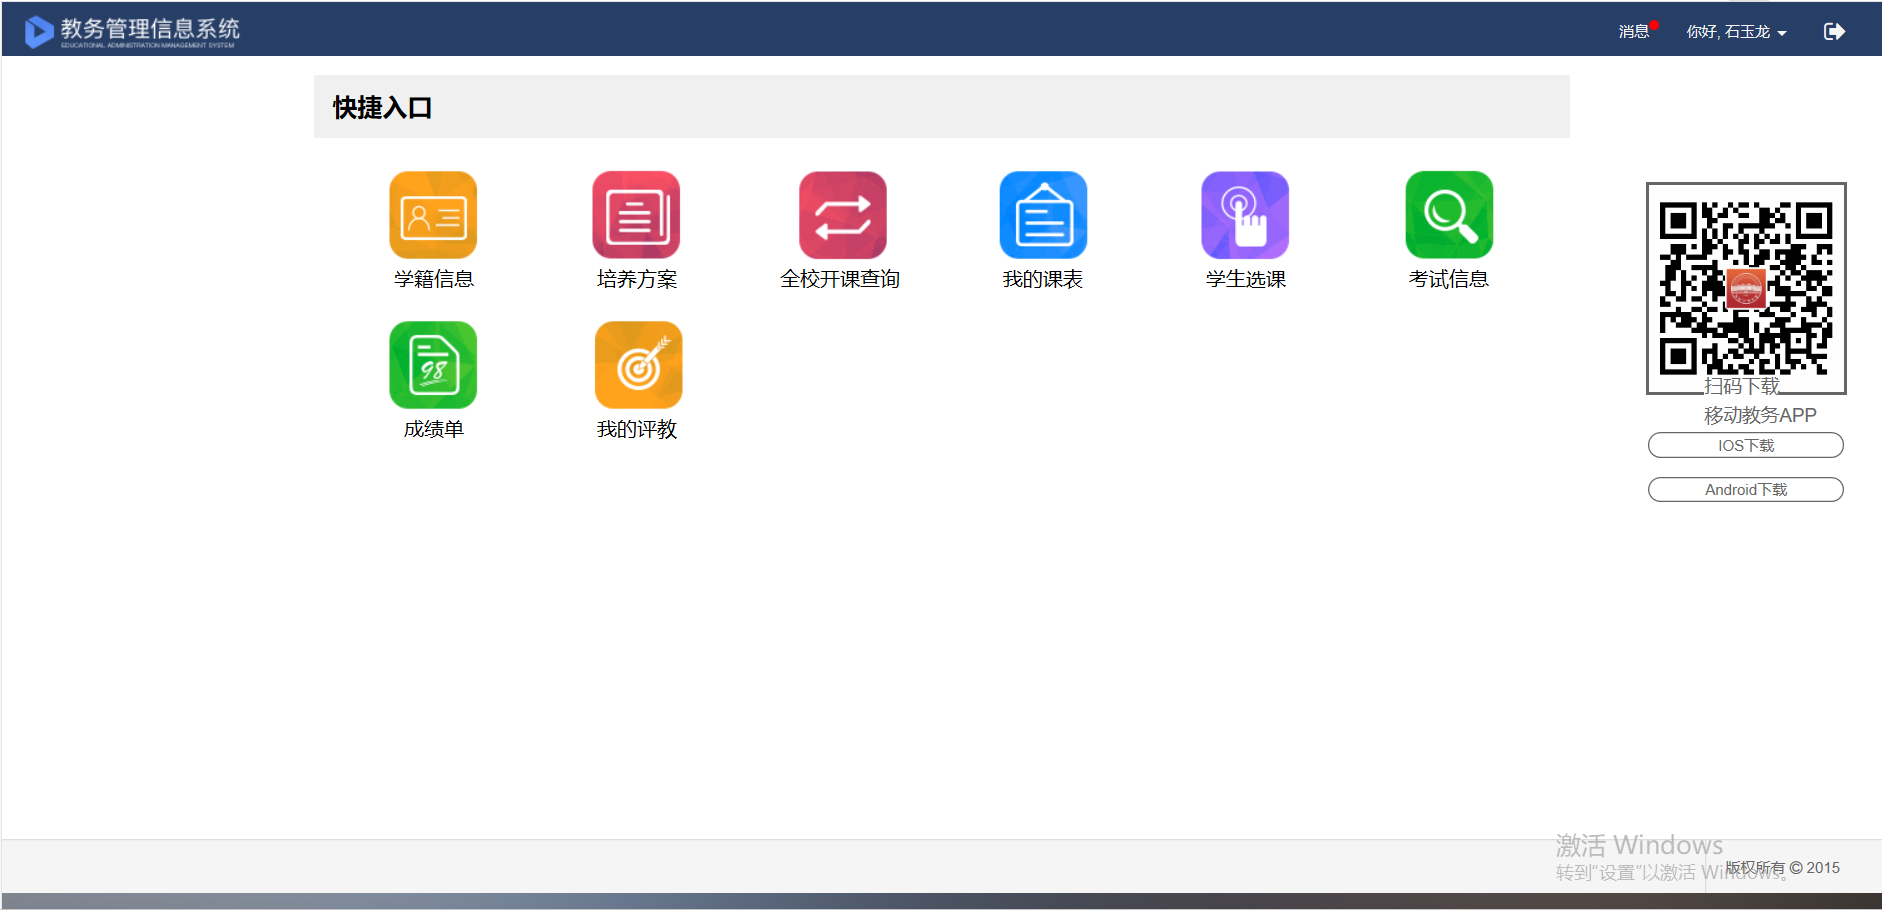 教务管理信息系统
EDUCATIONAL ADMINISTRATION MANAGEMENT SYSTEM
消息
你好, 石玉龙
快捷入口
学籍信息
培养方案
全校开课查询
我的课表
学生选课
考试信息
98
成绩单
我的评教
扫码下载
移动教务APP
IOS下载
Android下载
激活 Windows
转到“设置”以激活 Windows。
版权所有 © 2015